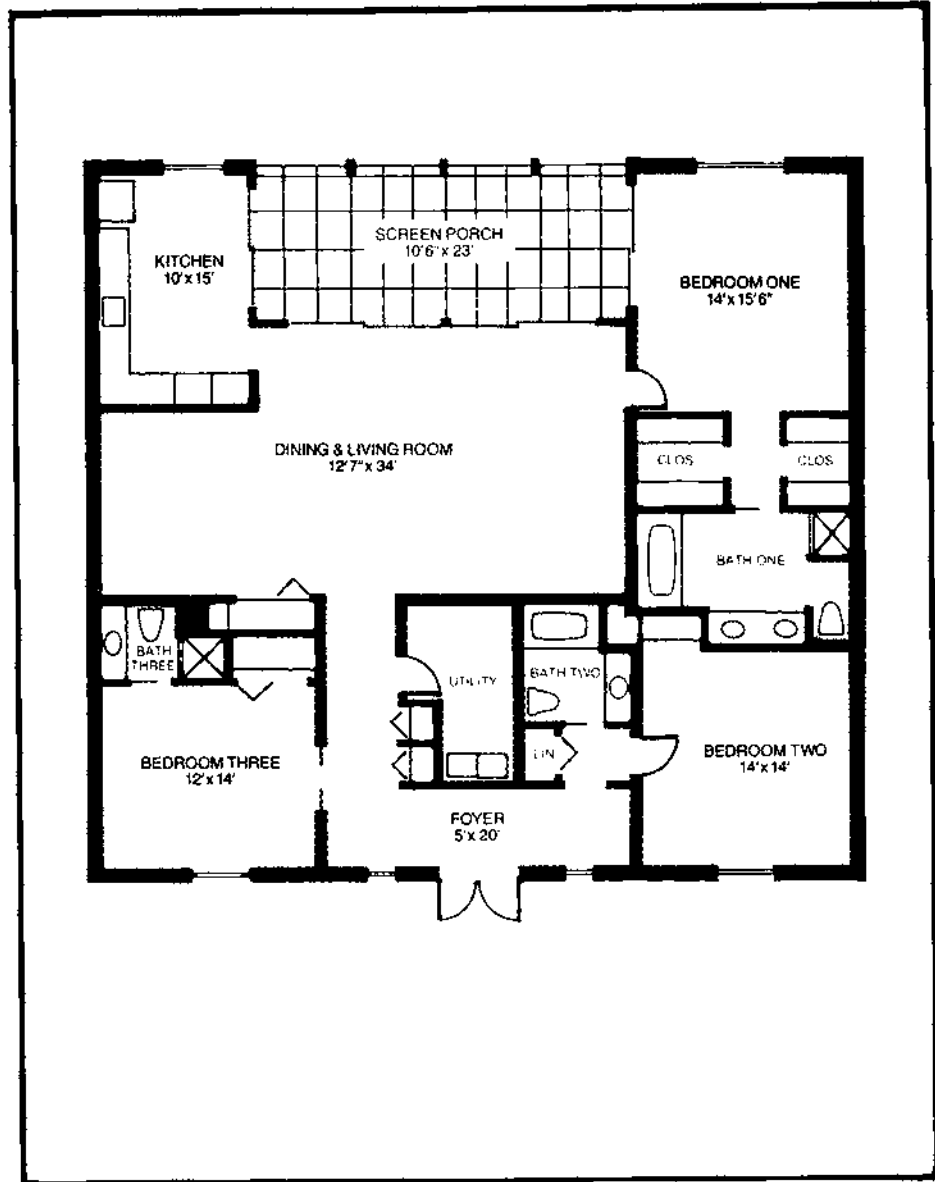 SCREEN PORCH
10'6" x 23'
KITCHEN
10' x 15'
BEDROOM ONE
14' x 15'6"
DINING & LIVING ROOM
12'7" x 34'
CLOS
CLOS
BATH ONE
BATH
THREE
UTILITY
BATH TWO
LIN
BEDROOM THREE
12' x 14'
BEDROOM TWO
14' x 14'
FOYER
5' x 20'